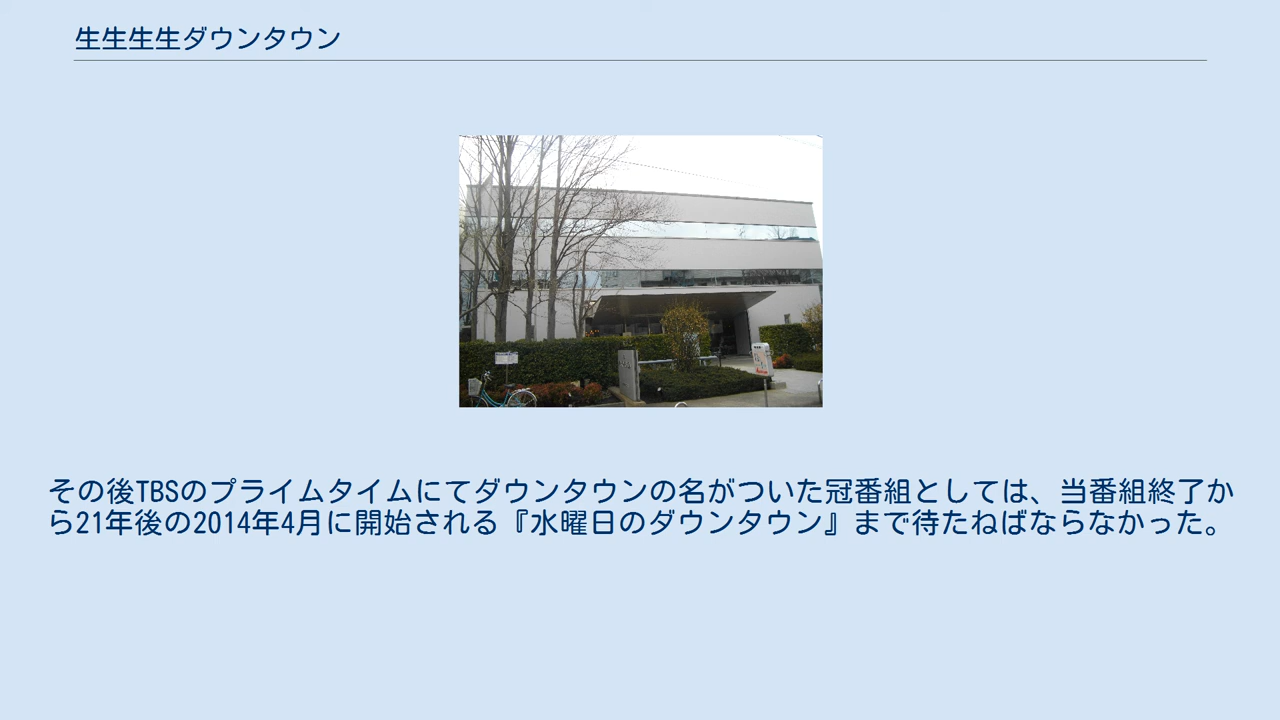 生生生生ダウンタウン
その後TBSのプライムタイムにてダウンタウンの名がついた冠番組としては、当番組終了か
ら21年後の2014年4月に開始される『水曜日のダウンタウン』まで待たねばならなかった。